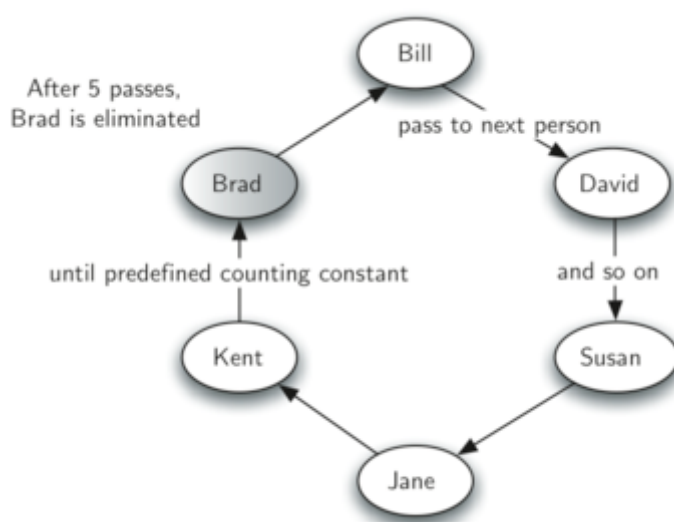 Bill
After 5 passes,
Brad is eliminated
pass to next person
Brad
David
until predefined counting constant
and so on
Kent
Susan
Jane